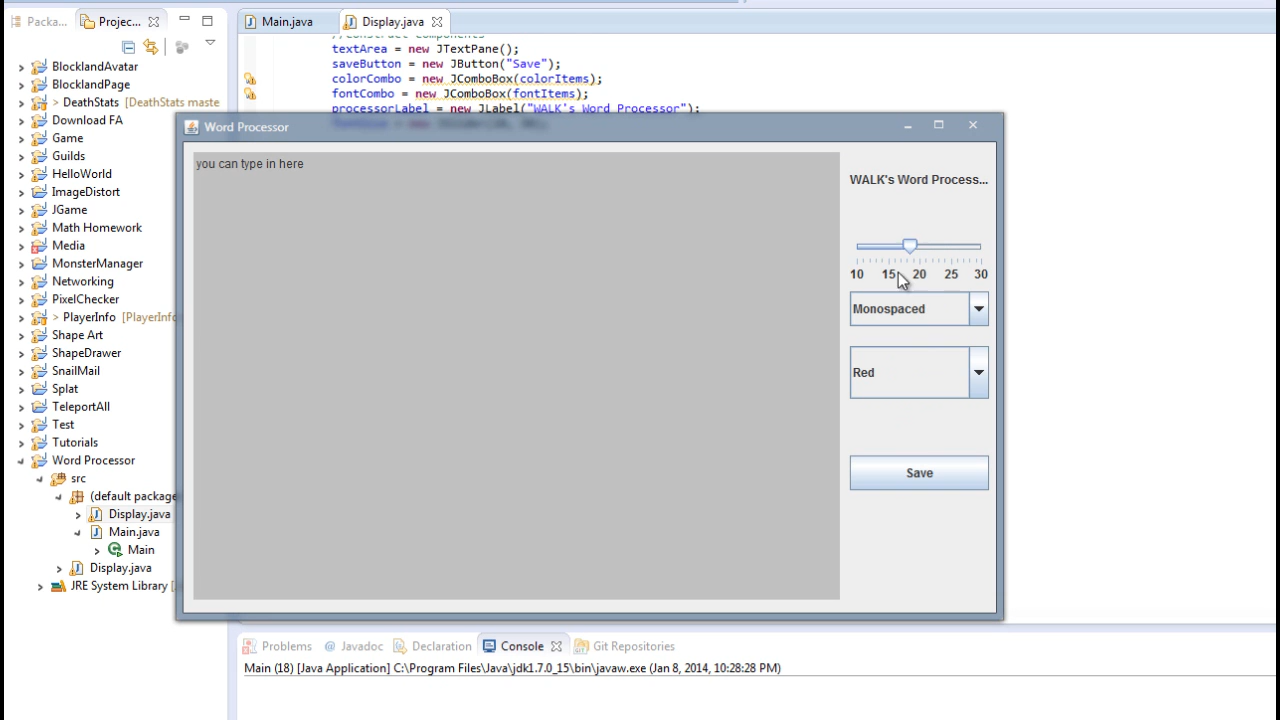 Packa...
Projec...
BlocklandAvatar
BlocklandPage
> DeathStats [DeathStats maste
Download FA
Game
Guilds
HelloWorld
ImageDistort
JGame
Math Homework
Media
MonsterManager
Networking
PixelChecker
> PlayerInfo [PlayerInfo
Shape Art
ShapeDrawer
SnailMail
Splat
TeleportAll
Test
Tutorials
Word Processor
src
(default package
Display.java
Main.java
Main
Display.java
JRE System Library [
Main.java
Display.java
//Construct Components
textArea = new JTextPane();
saveButton = new JButton("Save");
colorCombo = new JComboBox(colorItems);
fontCombo = new JComboBox(fontItems);
processorLabel = new JLabel("WALK's Word Processor");
Word Processor
you can type in here
WALK's Word Process...
10 15 20 25 30
Monospaced
Red
Save
Problems
@ Javadoc
Declaration
Console
Git Repositories
Main (18) [Java Application] C:\Program Files\Java\jdk1.7.0_15\bin\javaw.exe (Jan 8, 2014, 10:28:28 PM)